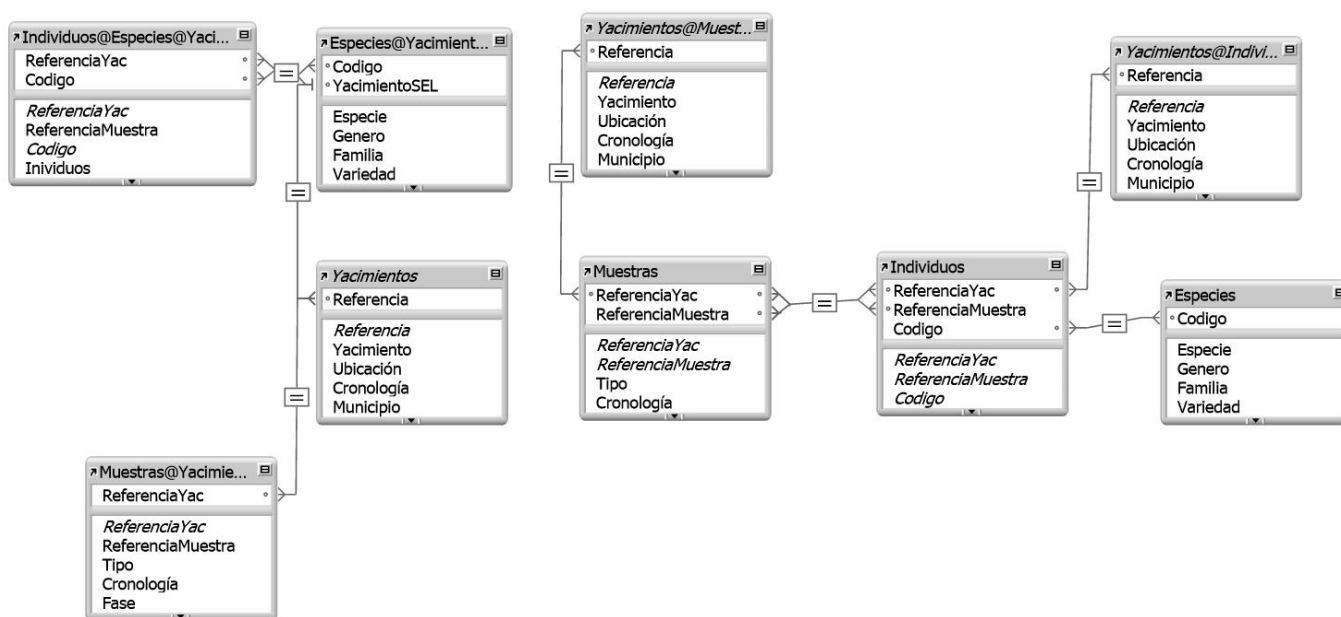 Individuos@Especies@Yaci...
ReferenciaYac
Codigo
ReferenciaYac
ReferenciaMuestra
Codigo
Inividuos
Especies@Yacimient...
Codigo
YacimientoSEL
Especie
Genero
Familia
Variedad
Yacimientos@Muest...
Referencia
Referencia
Yacimiento
Ubicación
Cronología
Municipio
Yacimientos@Indivi...
Referencia
Referencia
Yacimiento
Ubicación
Cronología
Municipio
Yacimientos
Referencia
Referencia
Yacimiento
Ubicación
Cronología
Municipio
Muestras
ReferenciaYac
ReferenciaMuestra
ReferenciaYac
ReferenciaMuestra
Tipo
Cronología
Individuos
ReferenciaYac
ReferenciaMuestra
Codigo
ReferenciaYac
ReferenciaMuestra
Codigo
Especies
Codigo
Especie
Genero
Familia
Variedad
Muestras@Yacimie...
ReferenciaYac
ReferenciaYac
ReferenciaMuestra
Tipo
Cronología
Fase